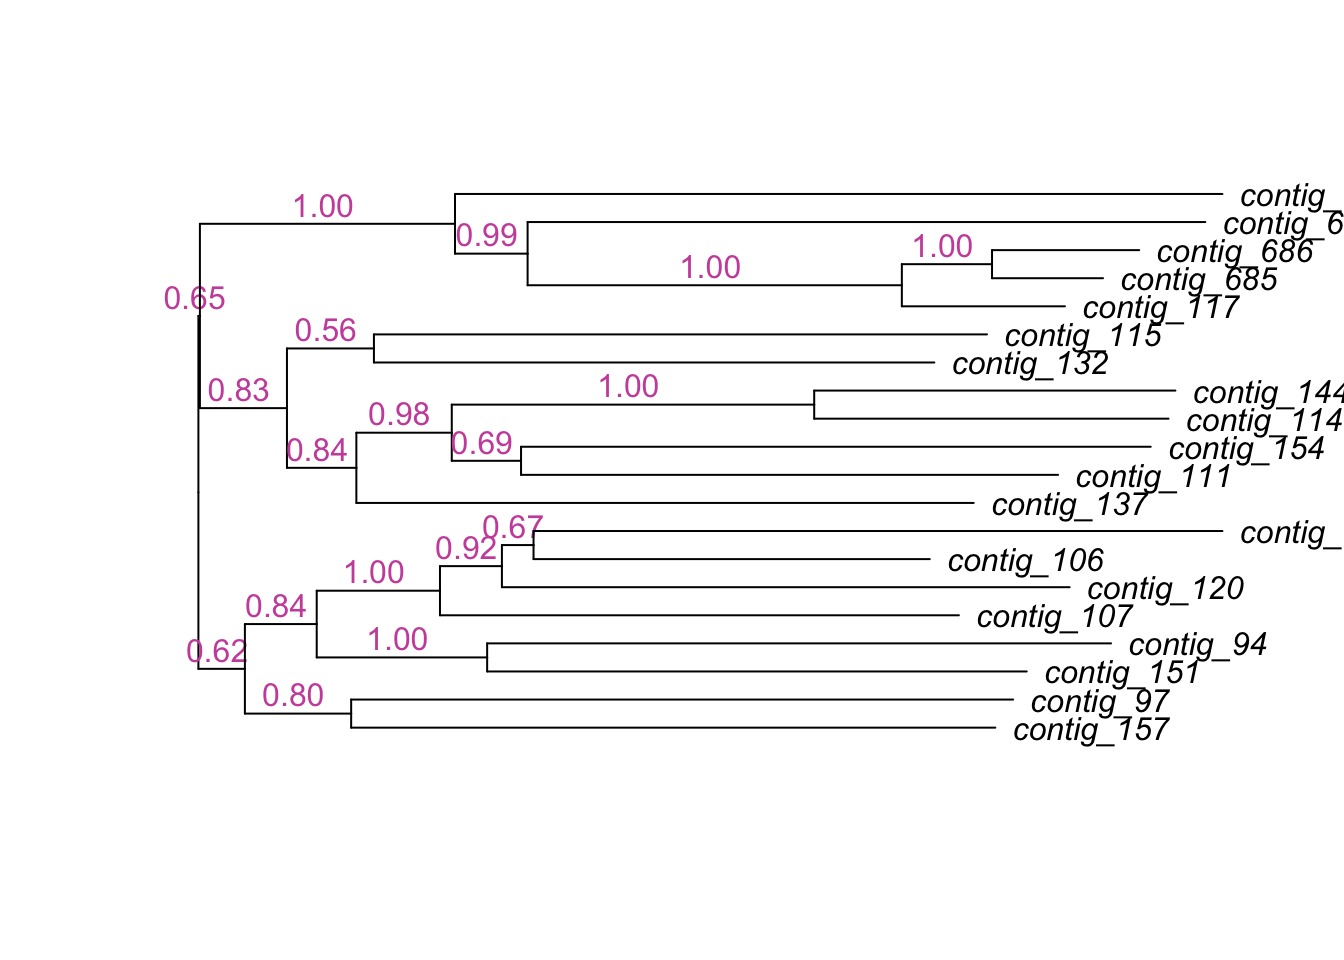 contig_
1.00
contig_6
0.99
1.00
contig_686
1.00
contig_685
0.65
contig_117
0.56
contig_115
contig_132
0.83
1.00
contig_144
0.98
contig_114
0.84
0.69
contig_154
contig_111
contig_137
0.67
contig_
0.92
contig_106
1.00
contig_120
0.84
contig_107
1.00
contig_94
0.62
contig_151
0.80
contig_97
contig_157